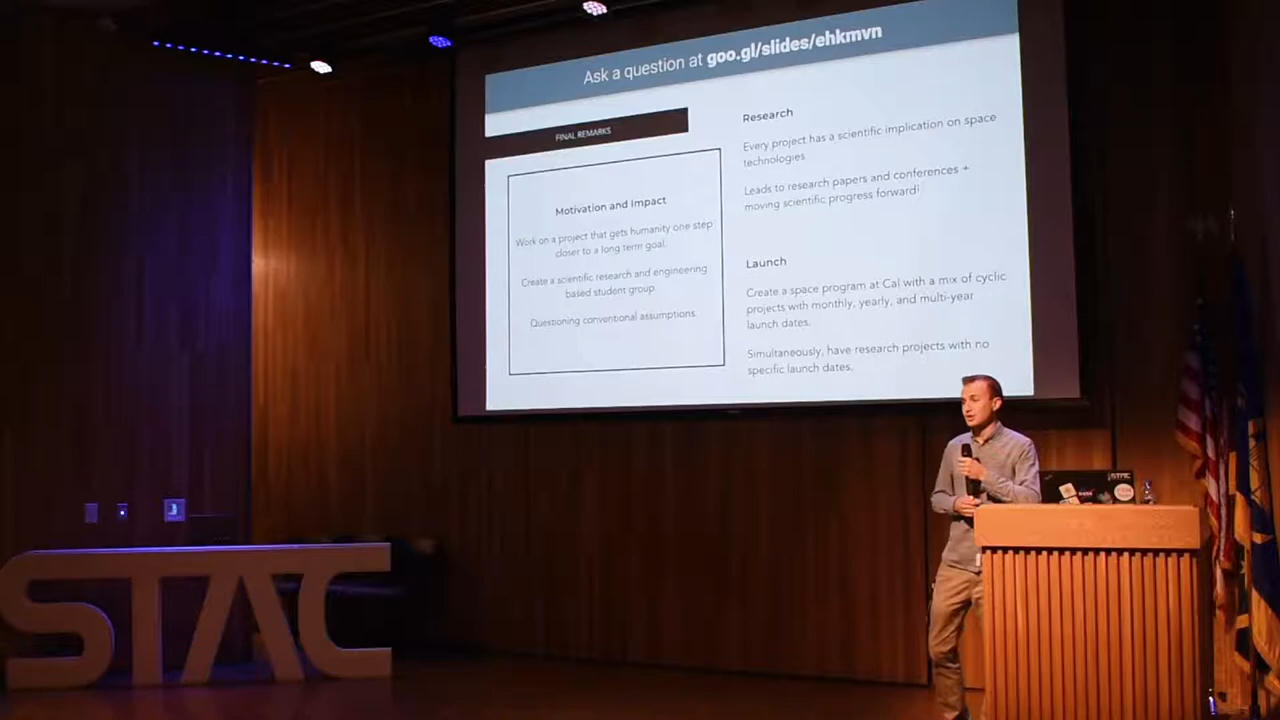 Ask a question at goo.gl/slides/ehkmvn
FINAL REMARKS
Motivation and Impact
Work on a project that gets humanity one step
closer to a long term goal.
Create a scientific research and engineering
based student group.
Questioning conventional assumptions.
Research
Every project has a scientific implication on space
technologies
Leads to research papers and conferences +
moving scientific progress forward!
Launch
Create a space program at Cal with a mix of cyclic
projects with monthly, yearly, and multi-year
launch dates.
Simultaneously, have research projects with no
specific launch dates.
STAC
STAC
NASA